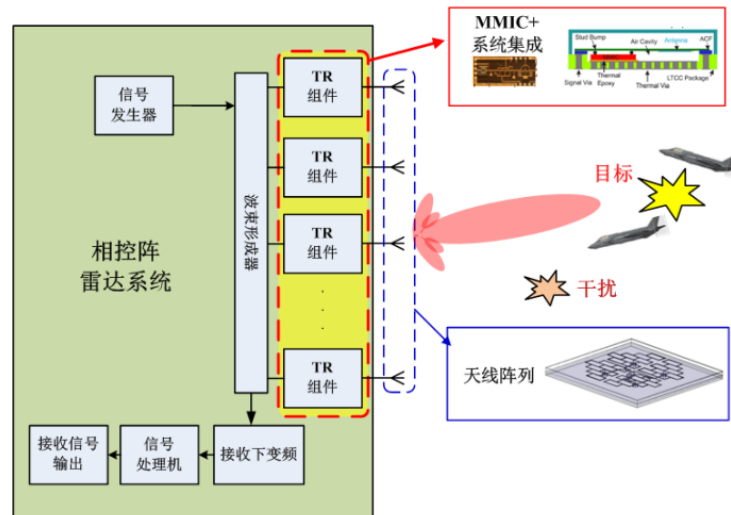 MMIC+
系统集成
Stud Bump
Air Cavity
Antenna
ACF
Signal Via
Thermal
Epoxy
Thermal Via
LTCC Package
信号
发生器
TR
组件
TR
组件
TR
组件
.
.
.
TR
组件
波束形成器
相控阵
雷达系统
目标
干扰
天线阵列
接收信号
输出
信号
处理机
接收下变频